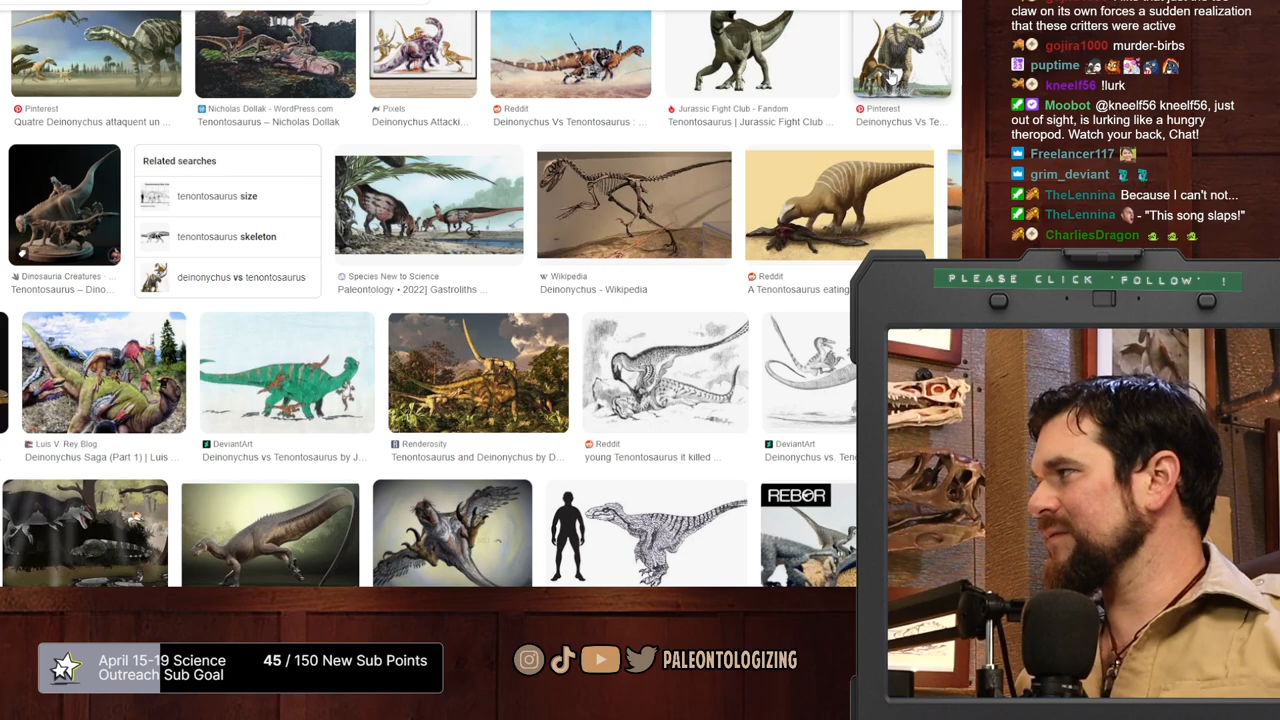 claw on its own forces a sudden realization
that these critters were active
gojira1000 murder-birbs
puptime
kneelf56 !lurk
Moobot @kneelf56 kneelf56, just
out of sight, is lurking like a hungry
theropod. Watch your back, Chat!
Freelancer117
grim_deviant
TheLennina Because I can't not...
TheLennina - "This song slaps!"
CharliesDragon
Pinterest
Quatre Deinonychus attaquent un ...
Nicholas Dollak - WordPress.com
Tenontosaurus – Nicholas Dollak
Pixels
Deinonychus Attacki...
Reddit
Deinonychus Vs Tenontosaurus : ...
Jurassic Fight Club - Fandom
Tenontosaurus | Jurassic Fight Club ...
Pinterest
Deinonychus Vs Te...
Dinosauria Creatures · ...
Tenontosaurus – Dino...
Related searches
tenontosaurus size
tenontosaurus skeleton
deinonychus vs tenontosaurus
Species New to Science
Paleontology • 2022] Gastroliths ...
Wikipedia
Deinonychus - Wikipedia
Reddit
A Tenontosaurus eating
PLEASE CLICK 'FOLLOW' !
Luis V. Rey Blog
Deinonychus Saga (Part 1) | Luis ...
DeviantArt
Deinonychus vs Tenontosaurus by J...
Renderosity
Tenontosaurus and Deinonychus by D...
Reddit
young Tenontosaurus it killed ...
DeviantArt
Deinonychus vs. Ten
REBOR
April 15-19 Science
Outreach Sub Goal
45 / 150 New Sub Points
PALEONTOLOGIZING